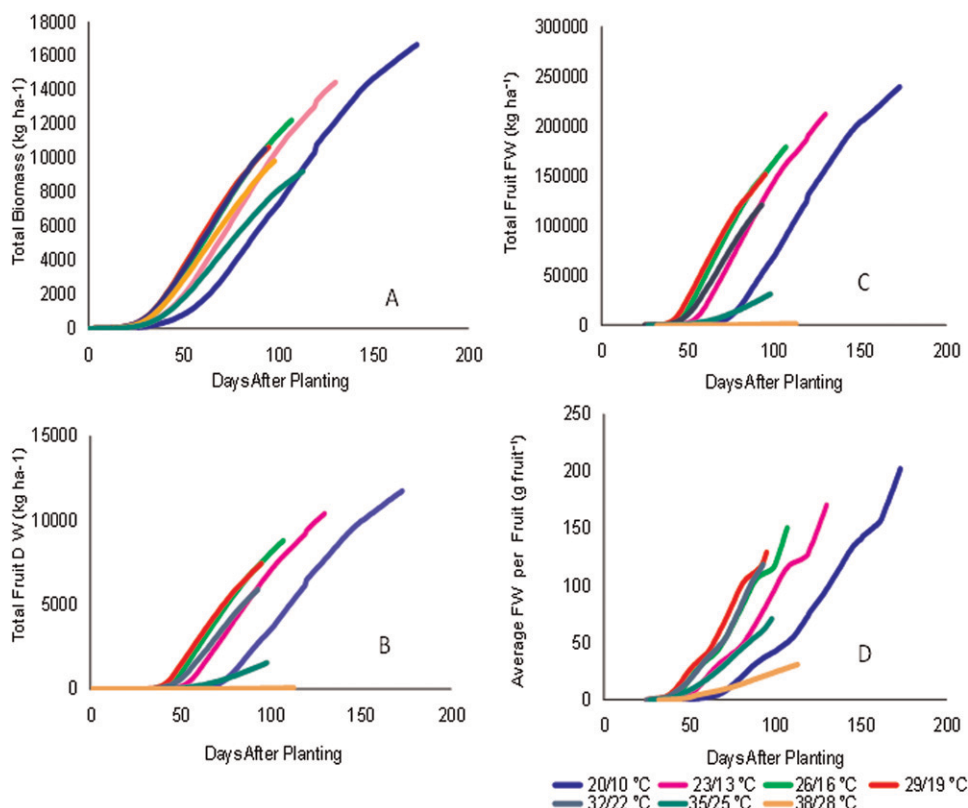 Total Biomass (kg ha-1)
18000
16000
14000
12000
10000
8000
6000
4000
2000
0
0 50 100 150 200
Days After Planting
A
Total Fruit FW (kg ha⁻¹)
300000
250000
200000
150000
100000
50000
0
0 50 100 150 200
Days After Planting
C
Total Fruit D W (kg ha-1)
15000
10000
5000
0
0 50 100 150 200
Days After Planting
B
Average FW per Fruit (g fruit⁻¹)
250
200
150
100
50
0
0 50 100 150 200
Days After Planting
D
20/10 °C 23/13 °C 26/16 °C 29/19 °C
32/22 °C 35/25 °C 38/28 °C